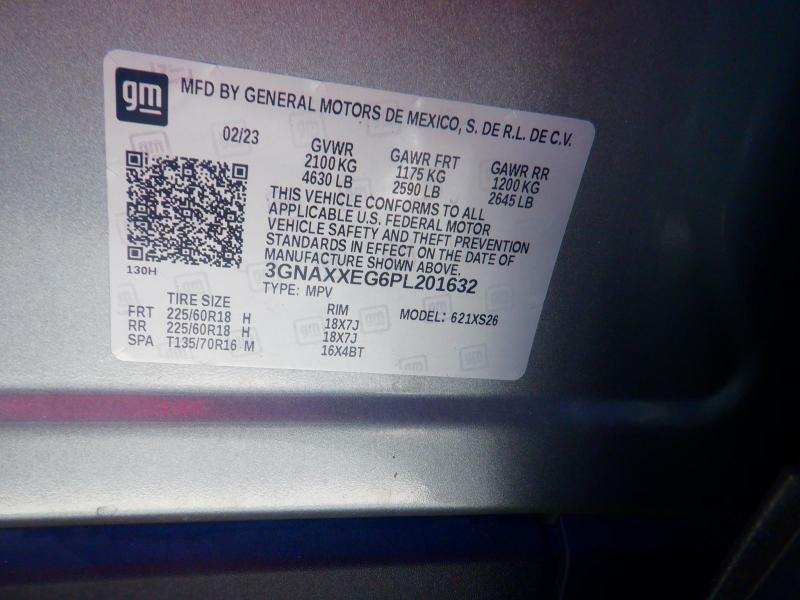 gm
MFD BY GENERAL MOTORS DE MEXICO, S. DE R.L. DE C.V.
02/23
GVWR GAWR FRT GAWR RR
2100 KG 1175 KG 1200 KG
4630 LB 2590 LB 2645 LB
THIS VEHICLE CONFORMS TO ALL
APPLICABLE U.S. FEDERAL MOTOR
VEHICLE SAFETY AND THEFT PREVENTION
STANDARDS IN EFFECT ON THE DATE OF
MANUFACTURE SHOWN ABOVE.
130H
3GNAXXEG6PL201632
TYPE: MPV
TIRE SIZE RIM MODEL: 621XS26
FRT 225/60R18 H 18X7J
RR 225/60R18 H 18X7J
SPA T135/70R16 M 16X4BT